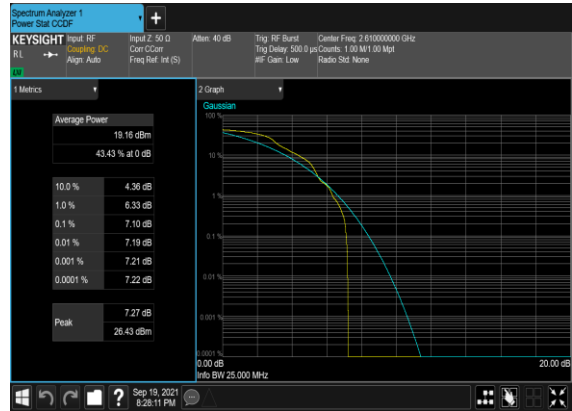 Spectrum Analyzer 1
Power Stat CCDF
+
KEYSIGHT
R L
Input: RF
Coupling: DC
Align: Auto
Input Z: 50 Ω
Corr CCorr
Freq Ref: Int (S)
Atten: 40 dB
Trig: RF Burst
Trig Delay: 500.0 µs
#IF Gain: Low
Center Freq: 2.610000000 GHz
Counts: 1.00 M/1.00 Mpt
Radio Std: None
1 Metrics
Average Power
19.16 dBm
43.43 % at 0 dB
10.0 % 4.36 dB
1.0 % 6.33 dB
0.1 % 7.10 dB
0.01 % 7.19 dB
0.001 % 7.21 dB
0.0001 % 7.22 dB
Peak
7.27 dB
26.43 dBm
2 Graph
Gaussian
100 %
10 %
1 %
0.1 %
0.01 %
0.001 %
0.0001 %
0.00 dB
20.00 dB
Info BW 25.000 MHz
?
Sep 19, 2021
8:28:11 PM